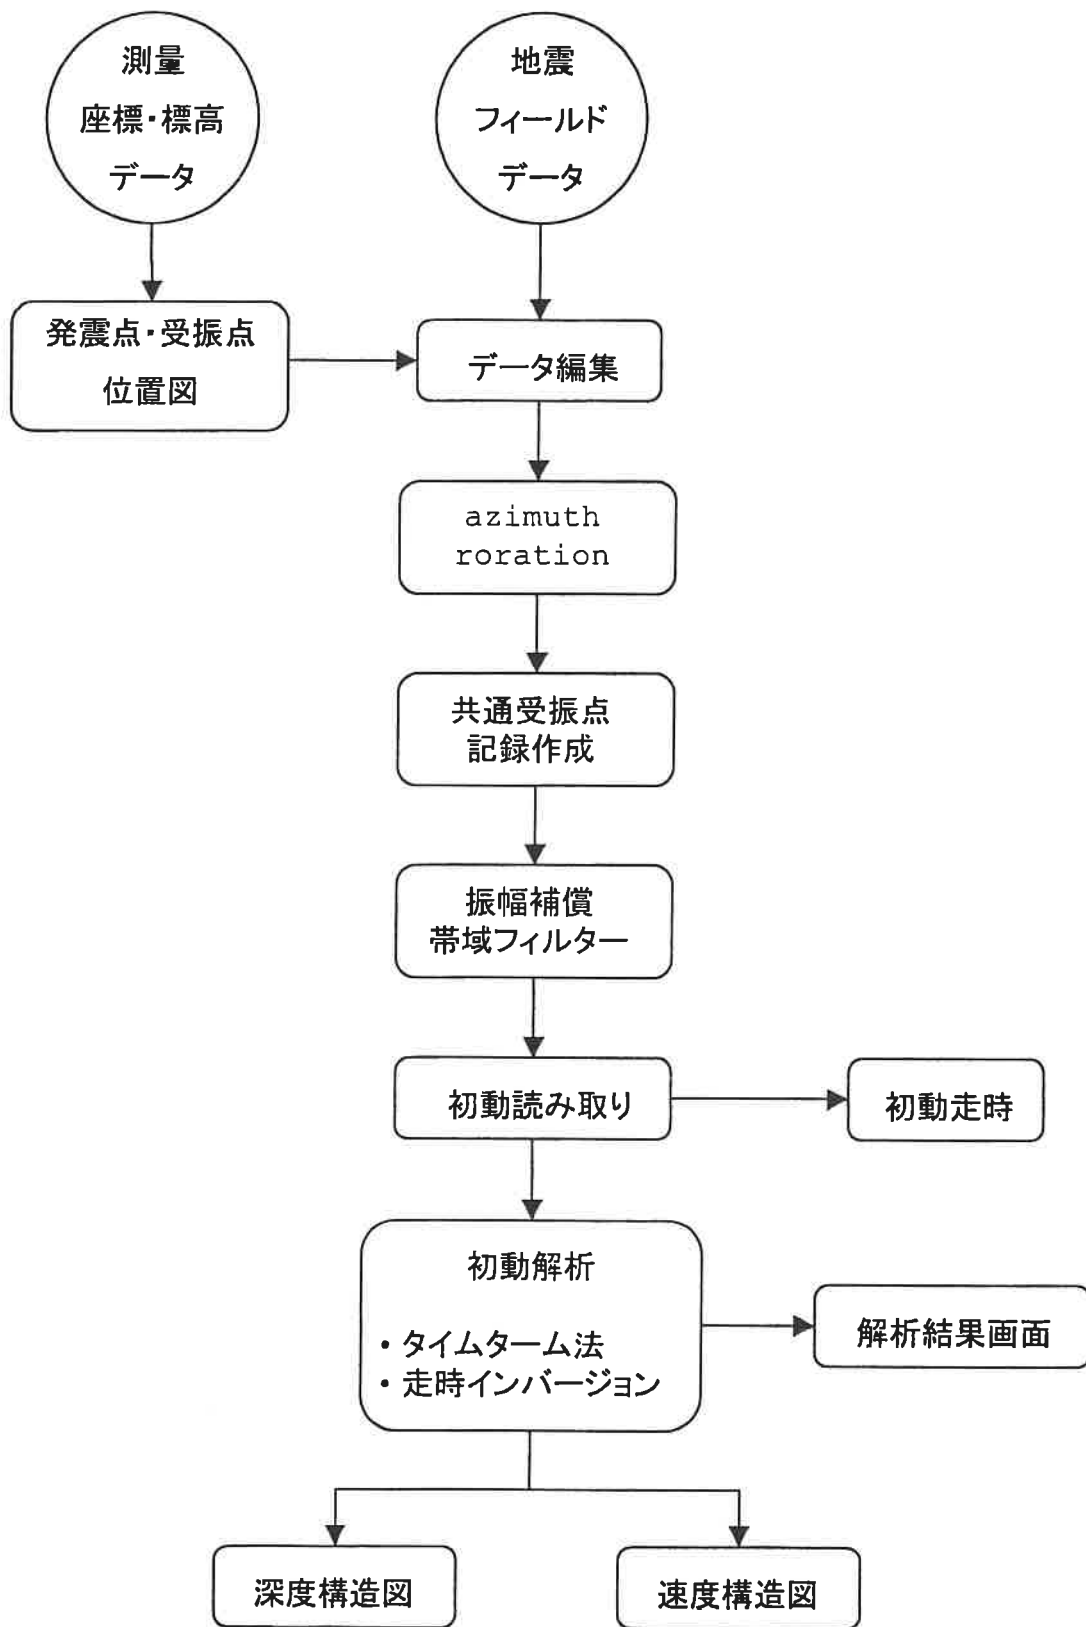 測量
座標・標高
データ
地震
フィールド
データ
発震点・受振点
位置図
データ編集
azimuth
roration
共通受振点
記録作成
振幅補償
帯域フィルター
初動読み取り
初動走時
初動解析
・タイムターム法
・走時インバージョン
解析結果画面
深度構造図
速度構造図